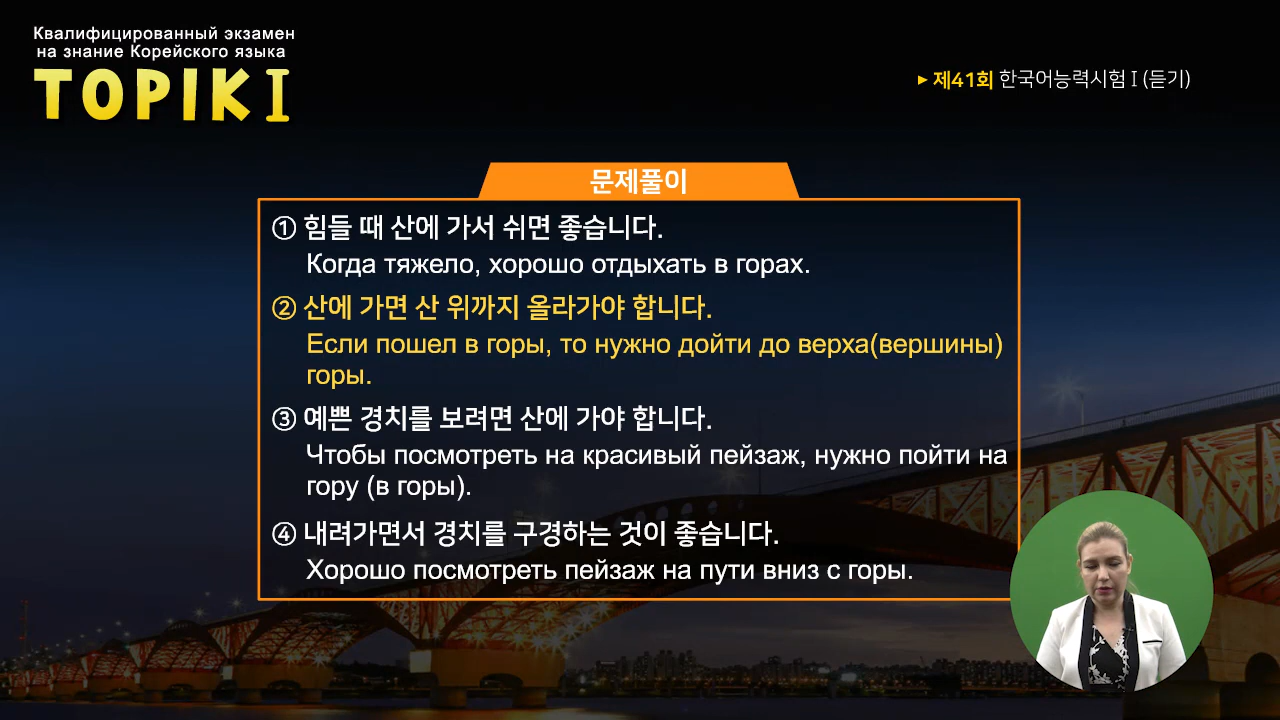 Квалифицированный экзамен
на знание Корейского языка
TOPIK I
▶ 제41회 한국어능력시험 I (듣기)
문제풀이
① 힘들 때 산에 가서 쉬면 좋습니다.
Когда тяжело, хорошо отдыхать в горах.
② 산에 가면 산 위까지 올라가야 합니다.
Если пошел в горы, то нужно дойти до верха(вершины)
горы.
③ 예쁜 경치를 보려면 산에 가야 합니다.
Чтобы посмотреть на красивый пейзаж, нужно пойти на
гору (в горы).
④ 내려가면서 경치를 구경하는 것이 좋습니다.
Хорошо посмотреть пейзаж на пути вниз с горы.